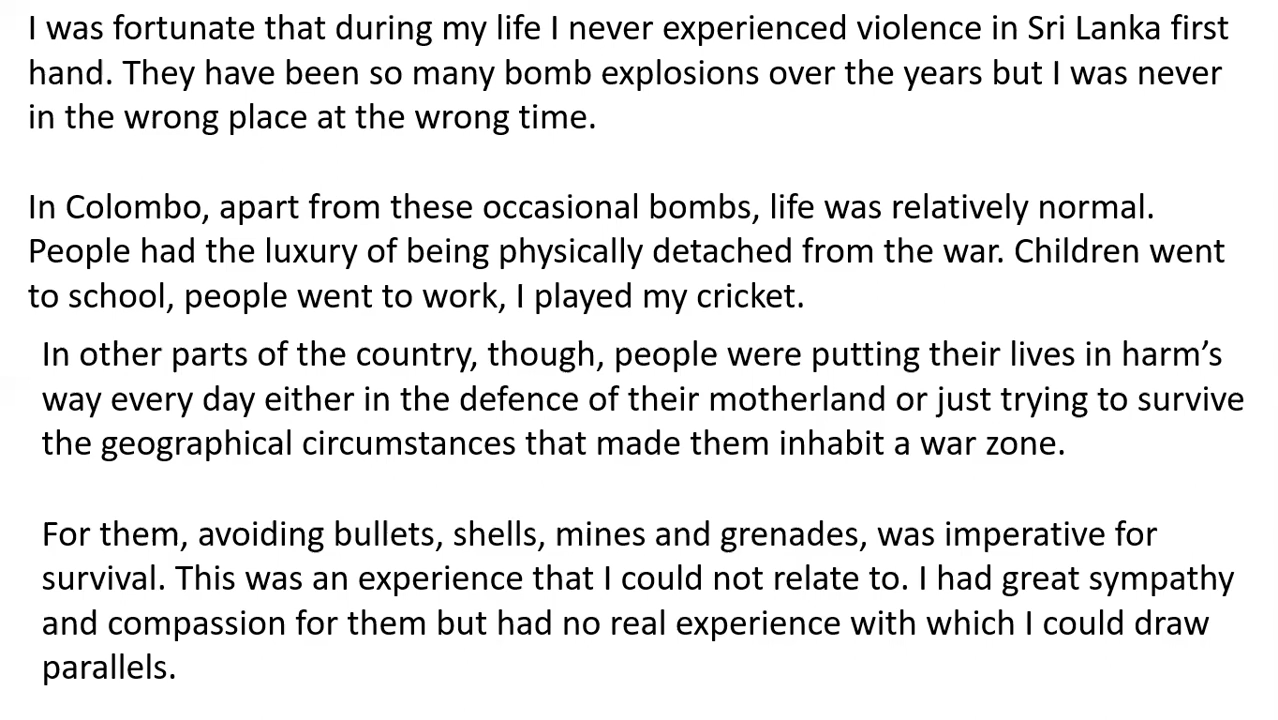 I was fortunate that during my life I never experienced violence in Sri Lanka first
hand. They have been so many bomb explosions over the years but I was never
in the wrong place at the wrong time.
In Colombo, apart from these occasional bombs, life was relatively normal.
People had the luxury of being physically detached from the war. Children went
to school, people went to work, I played my cricket.
In other parts of the country, though, people were putting their lives in harm’s
way every day either in the defence of their motherland or just trying to survive
the geographical circumstances that made them inhabit a war zone.
For them, avoiding bullets, shells, mines and grenades, was imperative for
survival. This was an experience that I could not relate to. I had great sympathy
and compassion for them but had no real experience with which I could draw
parallels.